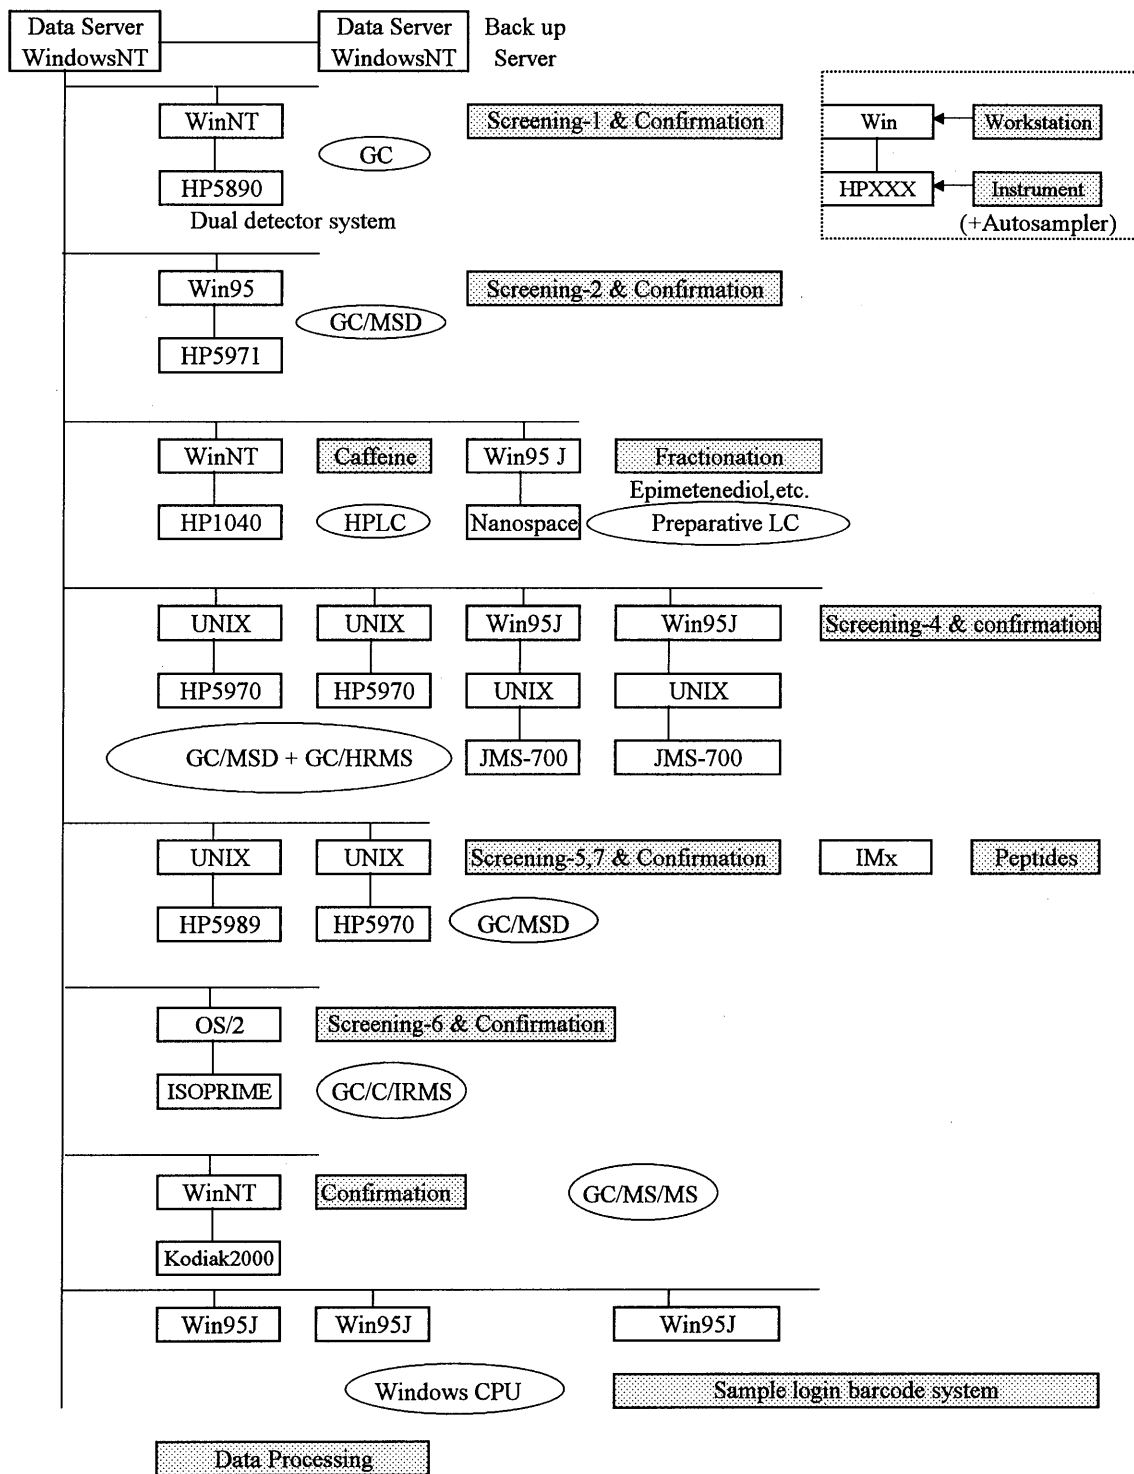 Data Server
WindowsNT
Data Server
WindowsNT
Back up
Server
WinNT
GC
HP5890
Dual detector system
Screening-1 & Confirmation
Win
Workstation
HPXXX
Instrument
(+Autosampler)
Win95
GC/MSD
HP5971
Screening-2 & Confirmation
WinNT
Caffeine
Win95 J
Fractionation
Epimetenediol,etc.
HP1040
HPLC
Nanospace
Preparative LC
UNIX
UNIX
Win95J
Win95J
Screening-4 & confirmation
HP5970
HP5970
UNIX
UNIX
GC/MSD + GC/HRMS
JMS-700
JMS-700
UNIX
UNIX
Screening-5,7 & Confirmation
IMx
Peptides
HP5989
HP5970
GC/MSD
OS/2
Screening-6 & Confirmation
ISOPRIME
GC/C/IRMS
WinNT
Confirmation
GC/MS/MS
Kodiak2000
Win95J
Win95J
Win95J
Windows CPU
Sample login barcode system
Data Processing